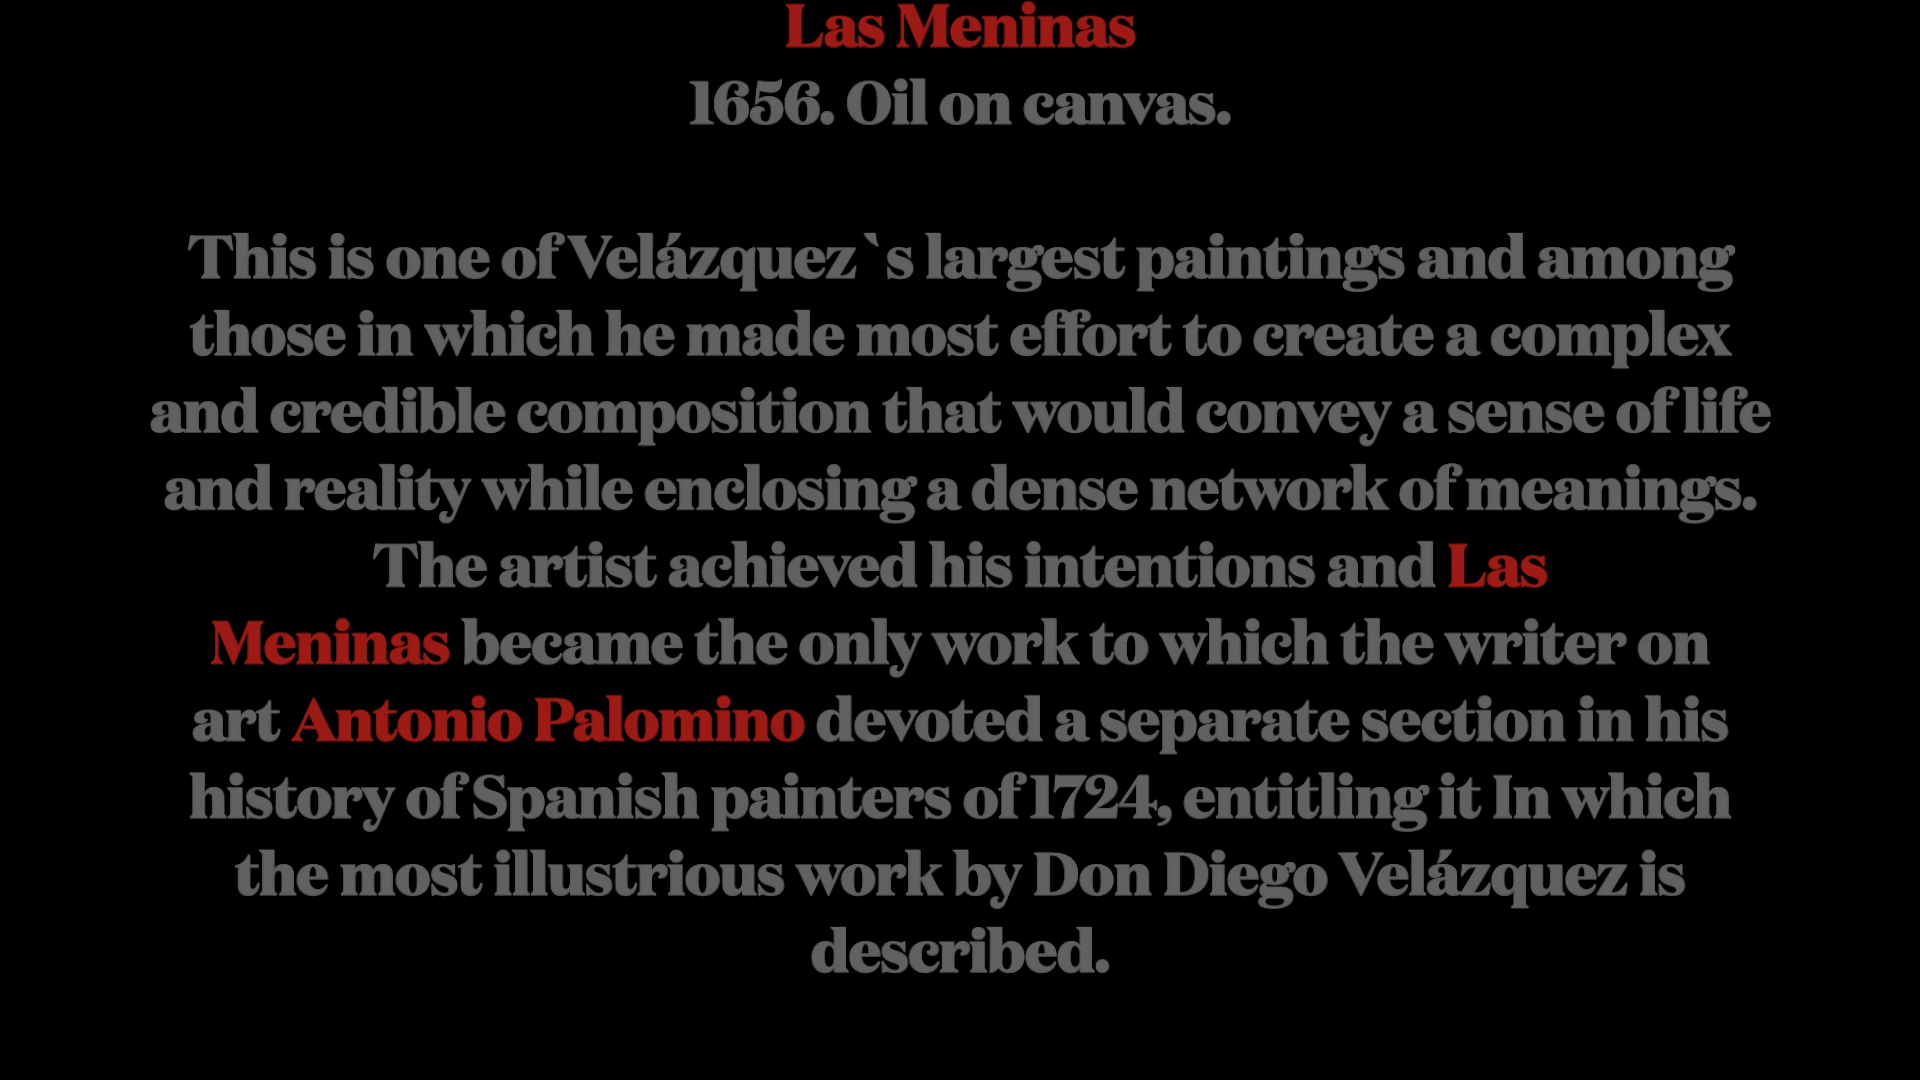 Las Meninas
1656. Oil on canvas.
This is one of Velázquez`s largest paintings and among
those in which he made most effort to create a complex
and credible composition that would convey a sense of life
and reality while enclosing a dense network of meanings.
The artist achieved his intentions and Las
Meninas became the only work to which the writer on
art Antonio Palomino devoted a separate section in his
history of Spanish painters of 1724, entitling it In which
the most illustrious work by Don Diego Velázquez is
described.